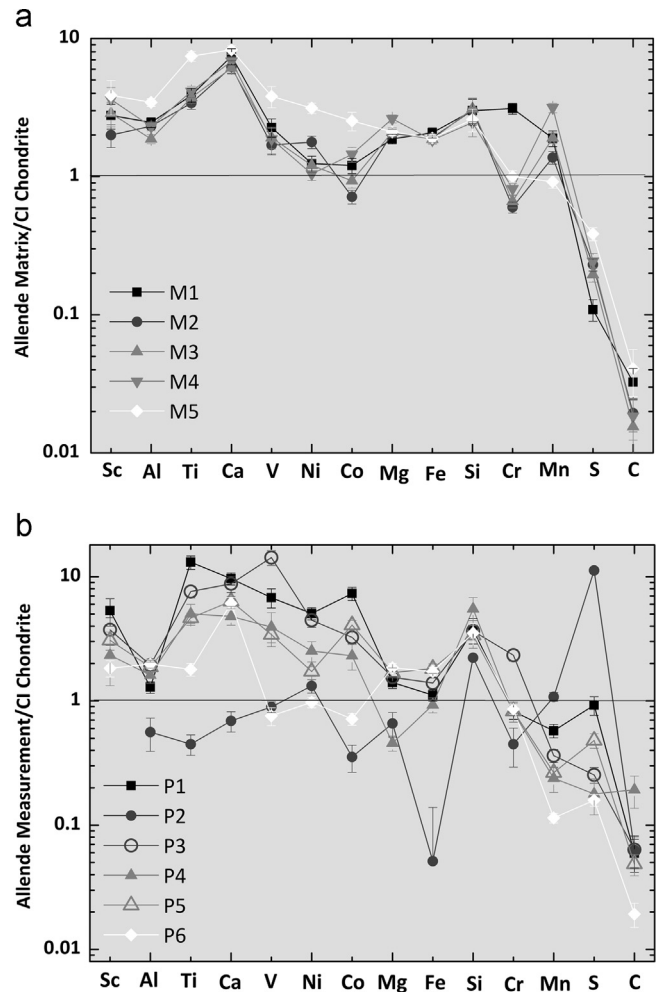 a
10
1
0.1
0.01
Allende Matrix/CI Chondrite
M1
M2
M3
M4
M5
Sc Al Ti Ca V Ni Co Mg Fe Si Cr Mn S C
b
10
1
0.1
0.01
Allende Measurement/CI Chondrite
P1
P2
P3
P4
P5
P6
Sc Al Ti Ca V Ni Co Mg Fe Si Cr Mn S C